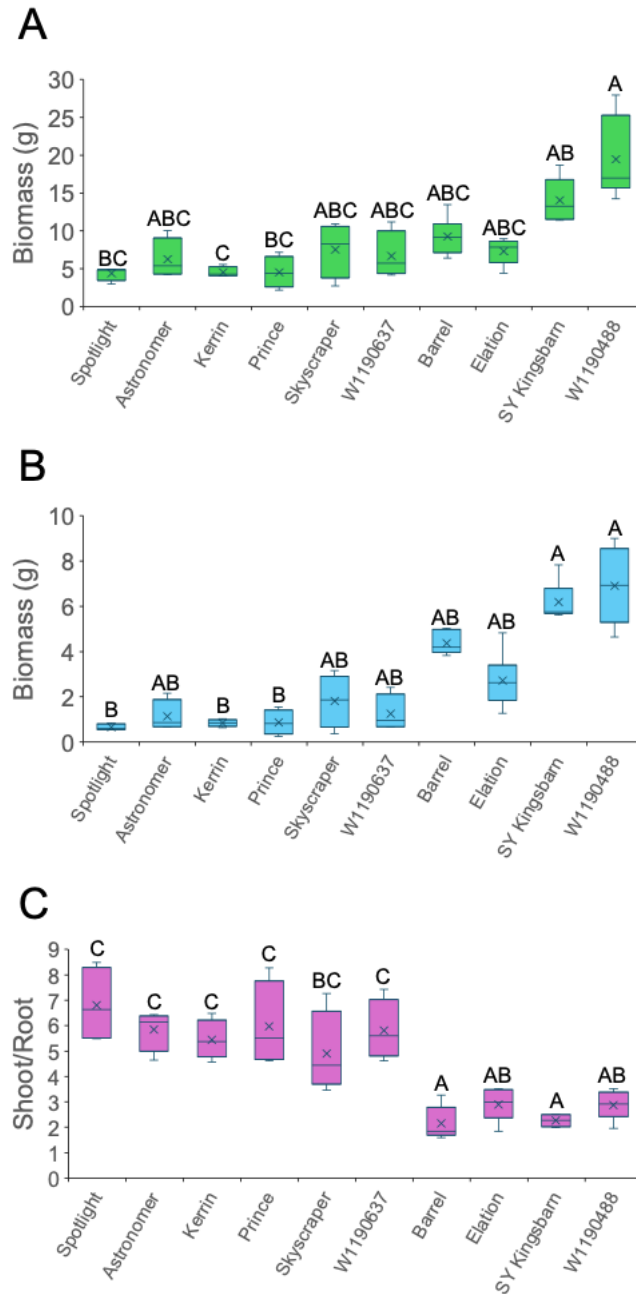 A
Biomass (g)
30
25
20
15
10
5
0
BC
ABC
C
BC
ABC
ABC
ABC
ABC
AB
A
Spotlight
Astronomer
Kerrin
Prince
Skyscraper
W1190637
Barrel
Elation
SY Kingsbarn
W1190488
B
Biomass (g)
10
8
6
4
2
0
B
AB
B
B
AB
AB
AB
AB
A
A
Spotlight
Astronomer
Kerrin
Prince
Skyscraper
W1190637
Barrel
Elation
SY Kingsbarn
W1190488
C
Shoot/Root
9
8
7
6
5
4
3
2
1
0
C
C
C
C
BC
C
A
AB
A
AB
Spotlight
Astronomer
Kerrin
Prince
Skyscraper
W1190637
Barrel
Elation
SY Kingsbarn
W1190488